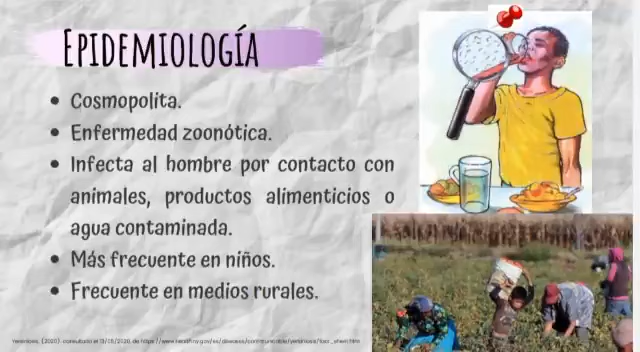 Epidemiología
• Cosmopolita.
• Enfermedad zoonótica.
• Infecta al hombre por contacto con
animales, productos alimenticios o
agua contaminada.
• Más frecuente en niños.
• Frecuente en medios rurales.
Yersiniosis. (2020). consultado el